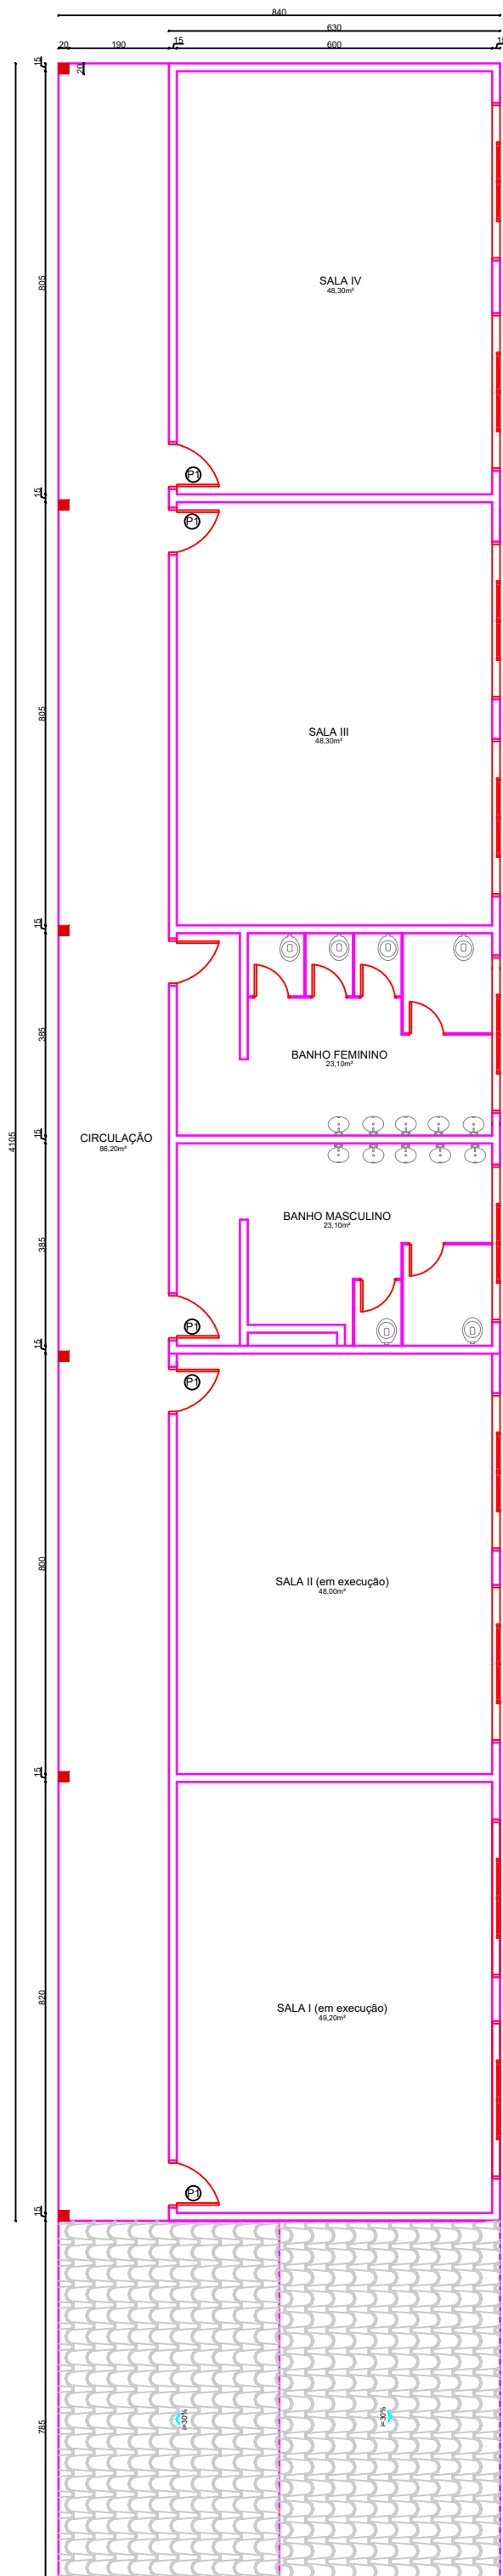 840
630
20
190
15
600
15
15
20
805
SALA IV
48,30m²
P1
15
P1
805
SALA III
48,30m²
15
385
BANHO FEMININO
23,10m²
15
4105
CIRCULAÇÃO
86,20m²
BANHO MASCULINO
23,10m²
385
P1
15
P1
800
SALA II (em execução)
48,00m²
15
820
SALA I (em execução)
49,20m²
P1
15
785
i=30%
i=30%